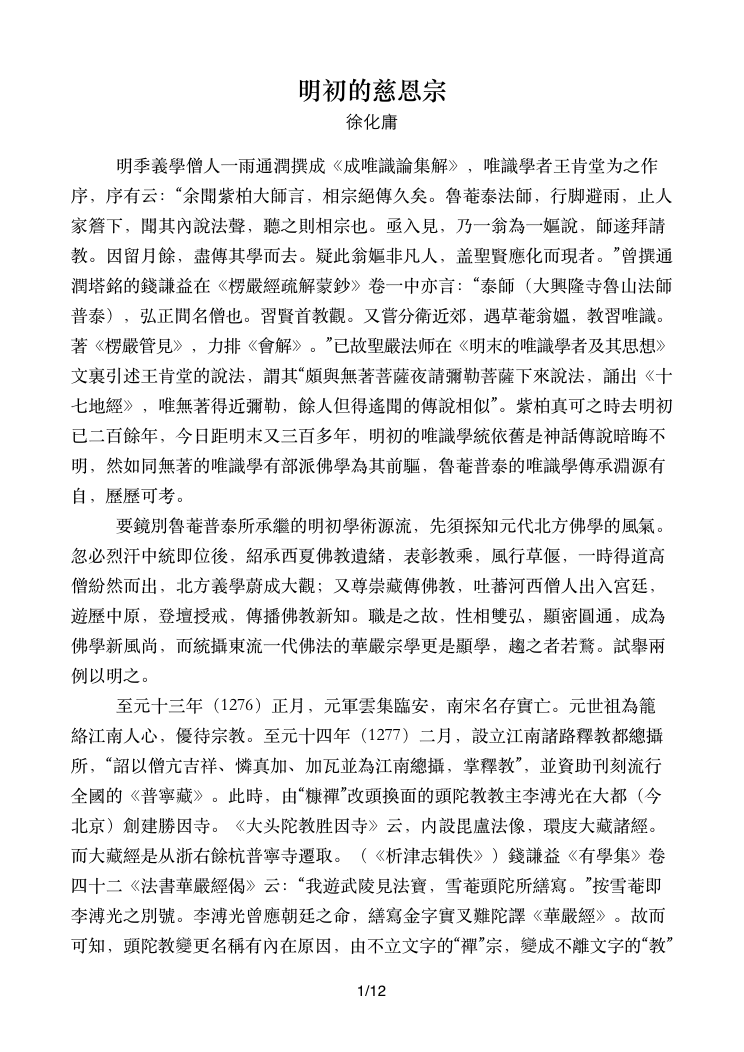 明初的慈恩宗
徐化庸
明季義學僧人一雨通潤撰成《成唯識論集解》，唯識學者王肯堂为之作
序，序有云：“余聞紫柏大師言，相宗絕傳久矣。魯菴泰法師，行脚避雨，止人
家簷下，聞其內說法聲，聽之則相宗也。亟入見，乃一翁為一嫗說，師遂拜請
教。因留月餘，盡傳其學而去。疑此翁嫗非凡人，盖聖賢應化而現者。”曾撰通
潤塔銘的錢謙益在《楞嚴經疏解蒙鈔》卷一中亦言：“泰師（大興隆寺魯山法師
普泰），弘正間名僧也。習賢首教觀。又嘗分衛近郊，遇草菴翁媼，教習唯識。
著《楞嚴管見》，力排《會解》。”已故聖嚴法师在《明末的唯識學者及其思想》
文裏引述王肯堂的說法，謂其“頗與無著菩薩夜請彌勒菩薩下來說法，誦出《十
七地經》，唯無著得近彌勒，餘人但得遙聞的傳說相似”。紫柏真可之時去明初
已二百餘年，今日距明末又三百多年，明初的唯識學統依舊是神話傳說暗晦不
明，然如同無著的唯識學有部派佛學為其前驅，魯菴普泰的唯識學傳承淵源有
自，歷歷可考。
要鏡別魯菴普泰所承繼的明初學術源流，先須探知元代北方佛學的風氣。
忽必烈汗中統即位後，紹承西夏佛教遺緒，表彰教乘，風行草偃，一時得道高
僧紛然而出，北方義學蔚成大觀；又尊崇藏傳佛教，吐蕃河西僧人出入宮廷，
遊歷中原，登壇授戒，傳播佛教新知。職是之故，性相雙弘，顯密圓通，成為
佛學新風尚，而統攝東流一代佛法的華嚴宗學更是顯學，趨之者若鶩。試舉兩
例以明之。
至元十三年（1276）正月，元軍雲集臨安，南宋名存實亡。元世祖為籠
絡江南人心，優待宗教。至元十四年（1277）二月，設立江南諸路釋教都總攝
所，“詔以僧亢吉祥、憐真加、加瓦並為江南總攝，掌釋教”，並資助刊刻流行
全國的《普寧藏》。此時，由“糠禪”改頭換面的頭陀教教主李溥光在大都（今
北京）創建勝因寺。《大头陀教胜因寺》云，内設毘盧法像，環庋大藏諸經。
而大藏經是从浙右餘杭普寧寺遷取。（《析津志辑佚》）錢謙益《有學集》卷
四十二《法書華嚴經偈》云：“我遊武陵見法寶，雪菴頭陀所繕寫。”按雪菴即
李溥光之別號。李溥光曾應朝廷之命，繕寫金字實叉難陀譯《華嚴經》。故而
可知，頭陀教變更名稱有內在原因，由不立文字的“禪”宗，變成不離文字的“教”
1/12